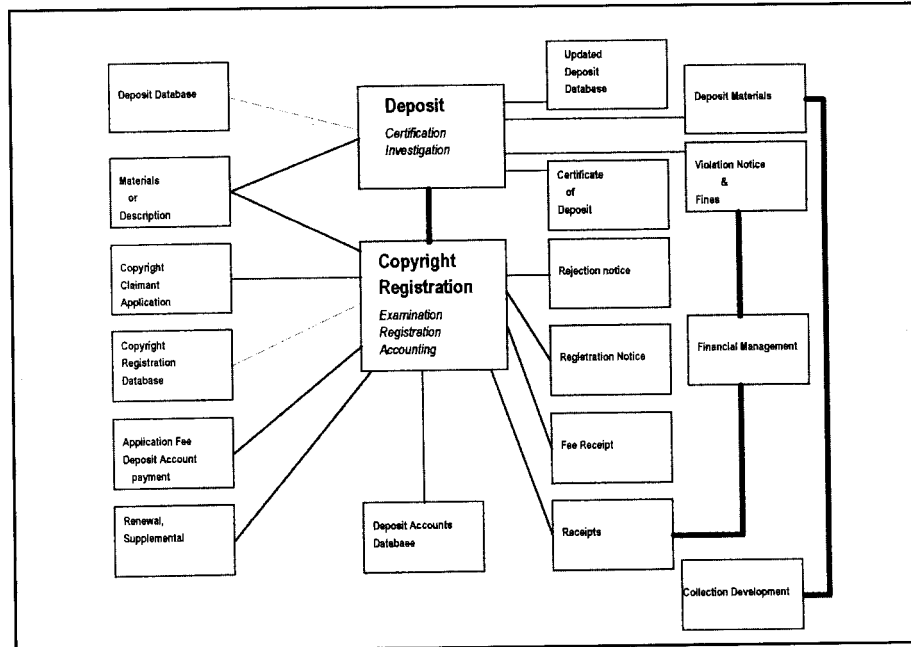 Deposit Database
Materials
or
Description
Copyright
Claimant
Application
Copyright
Registration
Database
Application Fee
Deposit Account
payment
Renewal,
Supplemental
Deposit
Certification
Investigation
Copyright
Registration
Examination
Registration
Accounting
Deposit Accounts
Database
Updated
Deposit
Database
Certificate
of
Deposit
Rejection notice
Registration Notice
Fee Receipt
Receipts
Deposit Materials
Violation Notice
&
Fines
Financial Management
Collection Development